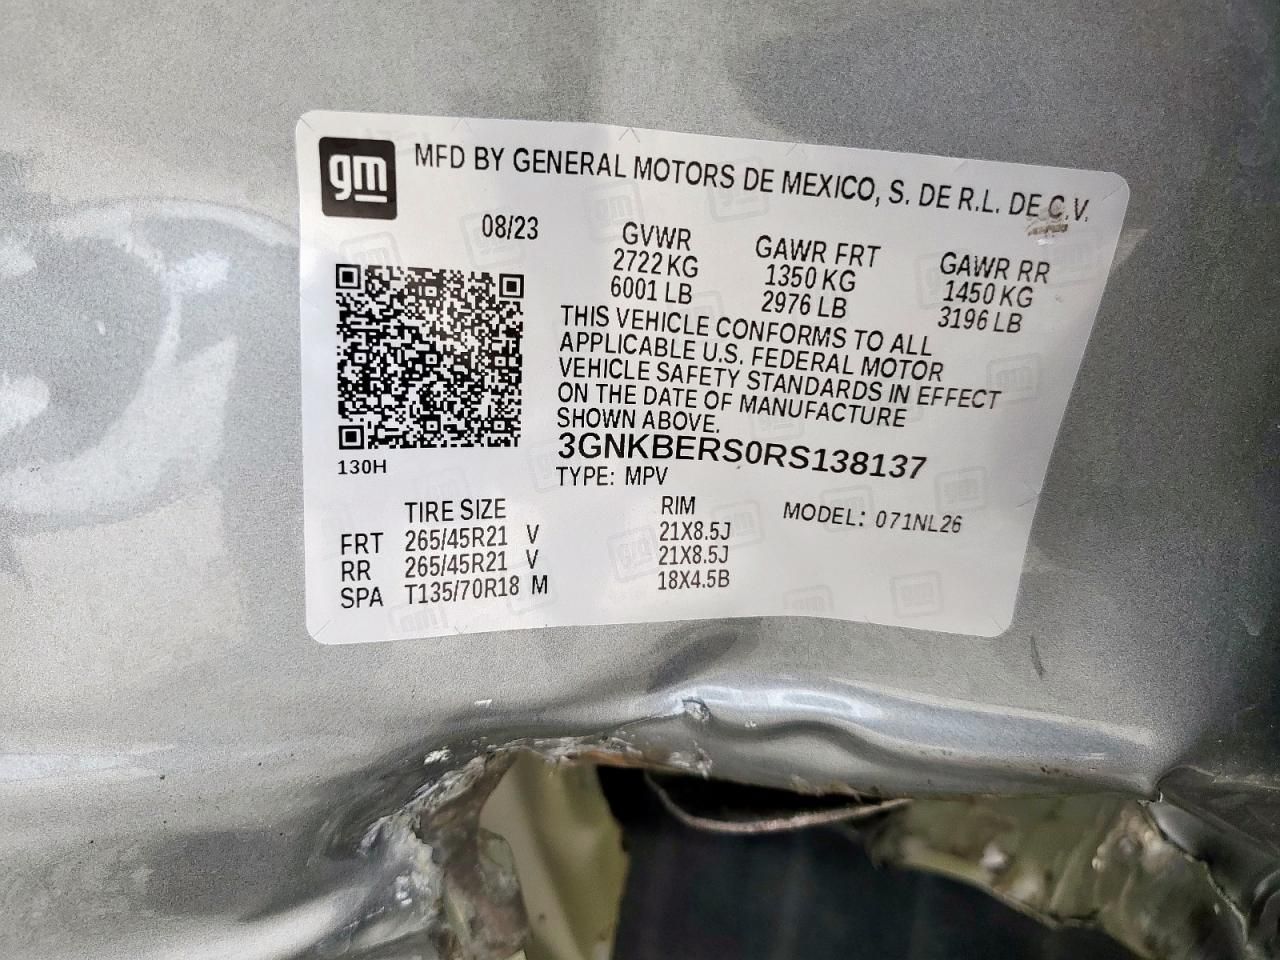 gm
MFD BY GENERAL MOTORS DE MEXICO, S. DE R.L. DE C.V.
08/23
GVWR
2722 KG
6001 LB
GAWR FRT
1350 KG
2976 LB
GAWR RR
1450 KG
3196 LB
THIS VEHICLE CONFORMS TO ALL
APPLICABLE U.S. FEDERAL MOTOR
VEHICLE SAFETY STANDARDS IN EFFECT
ON THE DATE OF MANUFACTURE
SHOWN ABOVE.
3GNKBERS0RS138137
TYPE: MPV
130H
TIRE SIZE RIM MODEL: 071NL26
FRT 265/45R21 V 21X8.5J
RR 265/45R21 V 21X8.5J
SPA T135/70R18 M 18X4.5B